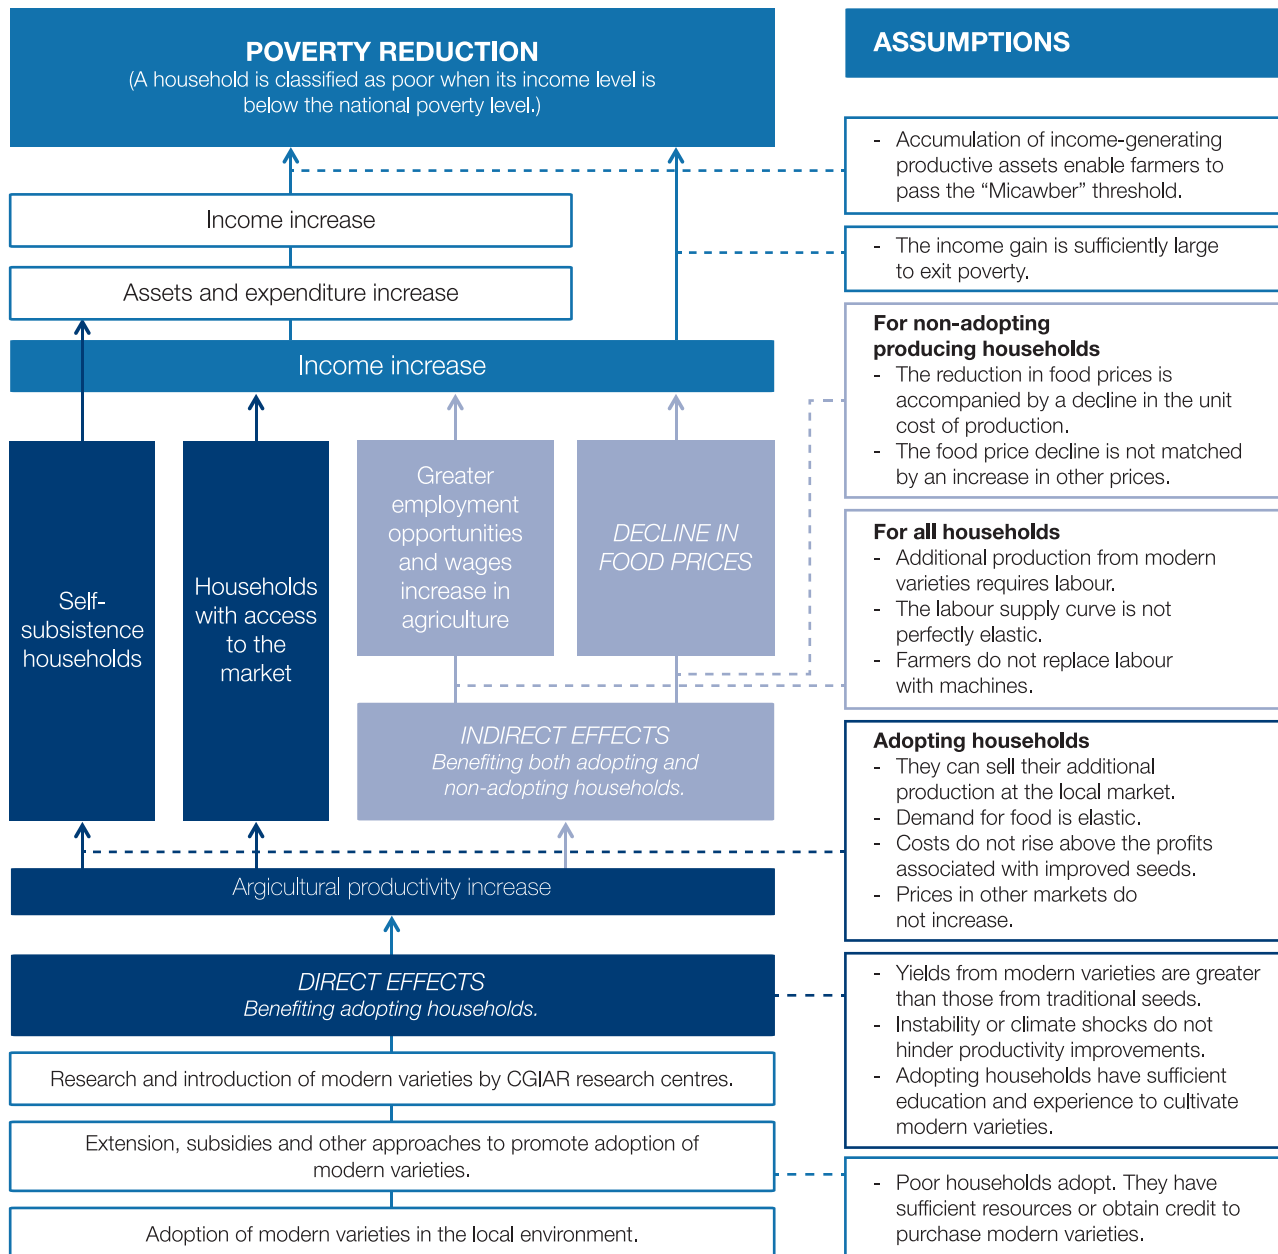 POVERTY REDUCTION
(A household is classified as poor when its income level is
below the national poverty level.)
Income increase
Assets and expenditure increase
Income increase
Self-
subsistence
households
Households
with access
to the
market
Greater
employment
opportunities
and wages
increase in
agriculture
DECLINE IN
FOOD PRICES
INDIRECT EFFECTS
Benefiting both adopting and
non-adopting households.
Argicultural productivity increase
DIRECT EFFECTS
Benefiting adopting households.
Research and introduction of modern varieties by CGIAR research centres.
Extension, subsidies and other approaches to promote adoption of
modern varieties.
Adoption of modern varieties in the local environment.
ASSUMPTIONS
- Accumulation of income-generating
productive assets enable farmers to
pass the “Micawber” threshold.
- The income gain is sufficiently large
to exit poverty.
For non-adopting
producing households
- The reduction in food prices is
accompanied by a decline in the unit
cost of production.
- The food price decline is not matched
by an increase in other prices.
For all households
- Additional production from modern
varieties requires labour.
- The labour supply curve is not
perfectly elastic.
- Farmers do not replace labour
with machines.
Adopting households
- They can sell their additional
production at the local market.
- Demand for food is elastic.
- Costs do not rise above the profits
associated with improved seeds.
- Prices in other markets do
not increase.
- Yields from modern varieties are greater
than those from traditional seeds.
- Instability or climate shocks do not
hinder productivity improvements.
- Adopting households have sufficient
education and experience to cultivate
modern varieties.
- Poor households adopt. They have
sufficient resources or obtain credit to
purchase modern varieties.